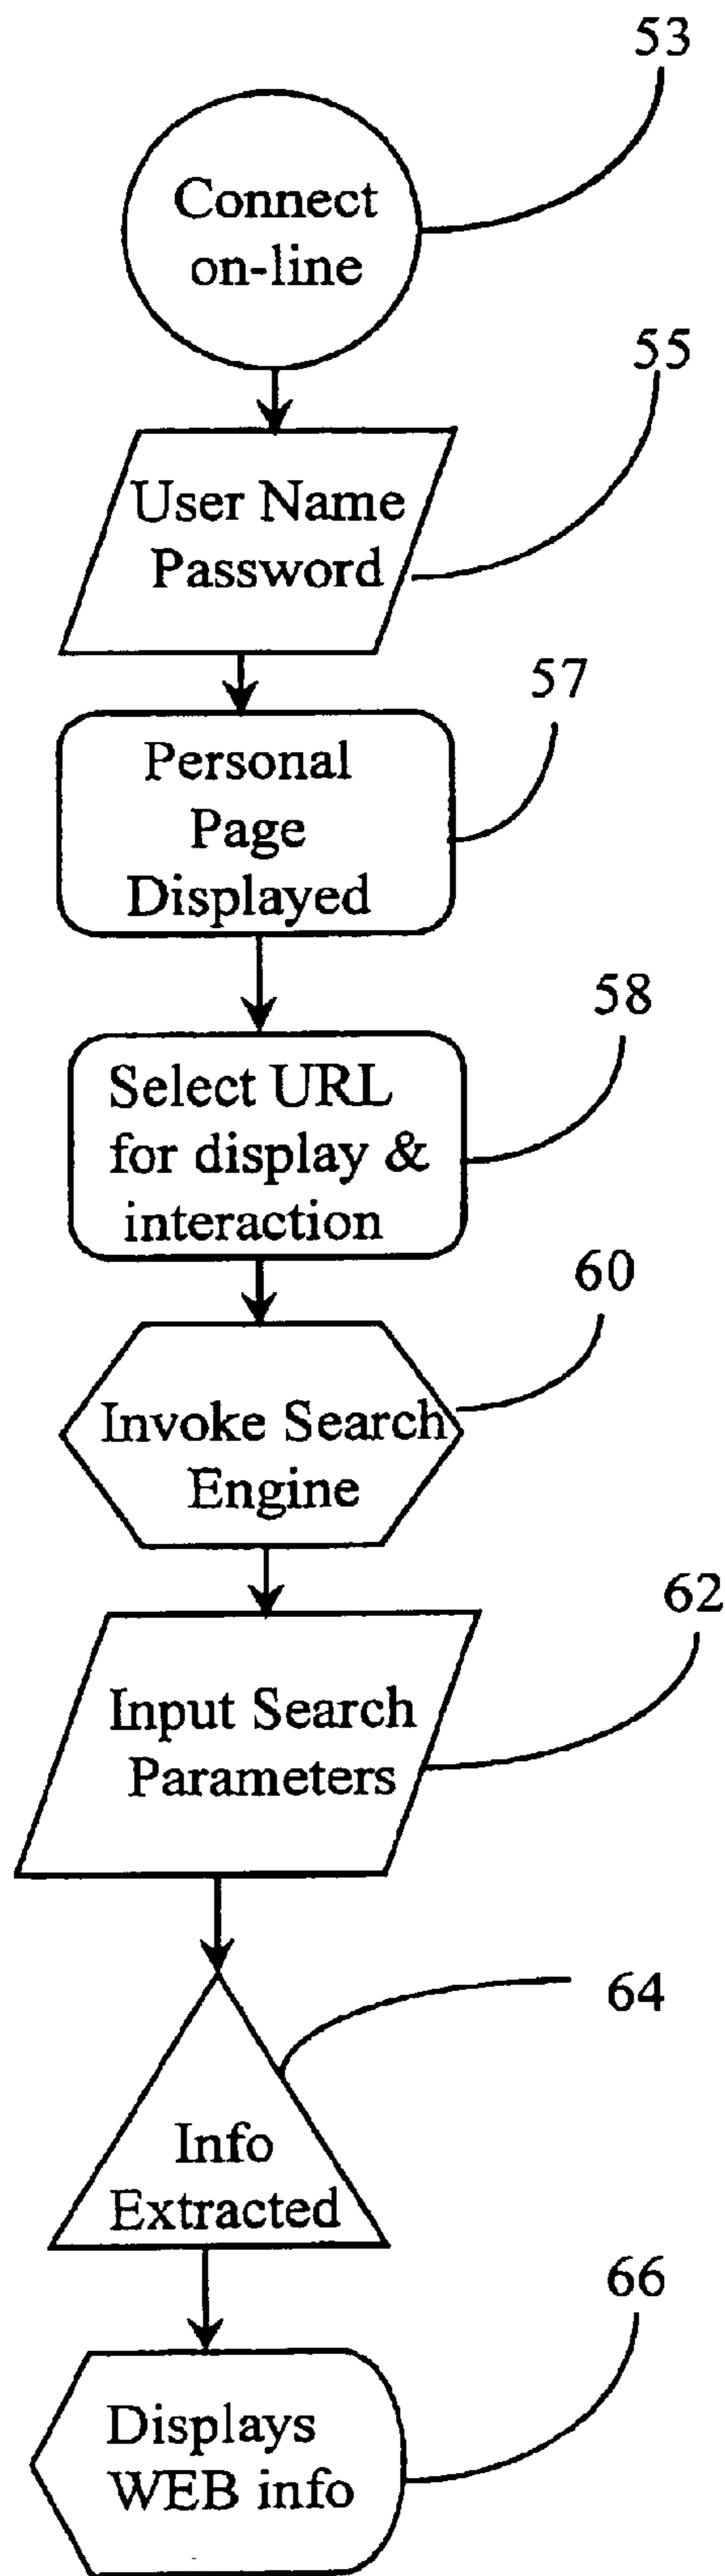 53
Connect
on-line
55
User Name
Password
57
Personal
Page
Displayed
58
Select URL
for display &
interaction
60
Invoke Search
Engine
62
Input Search
Parameters
64
Info
Extracted
66
Displays
WEB info